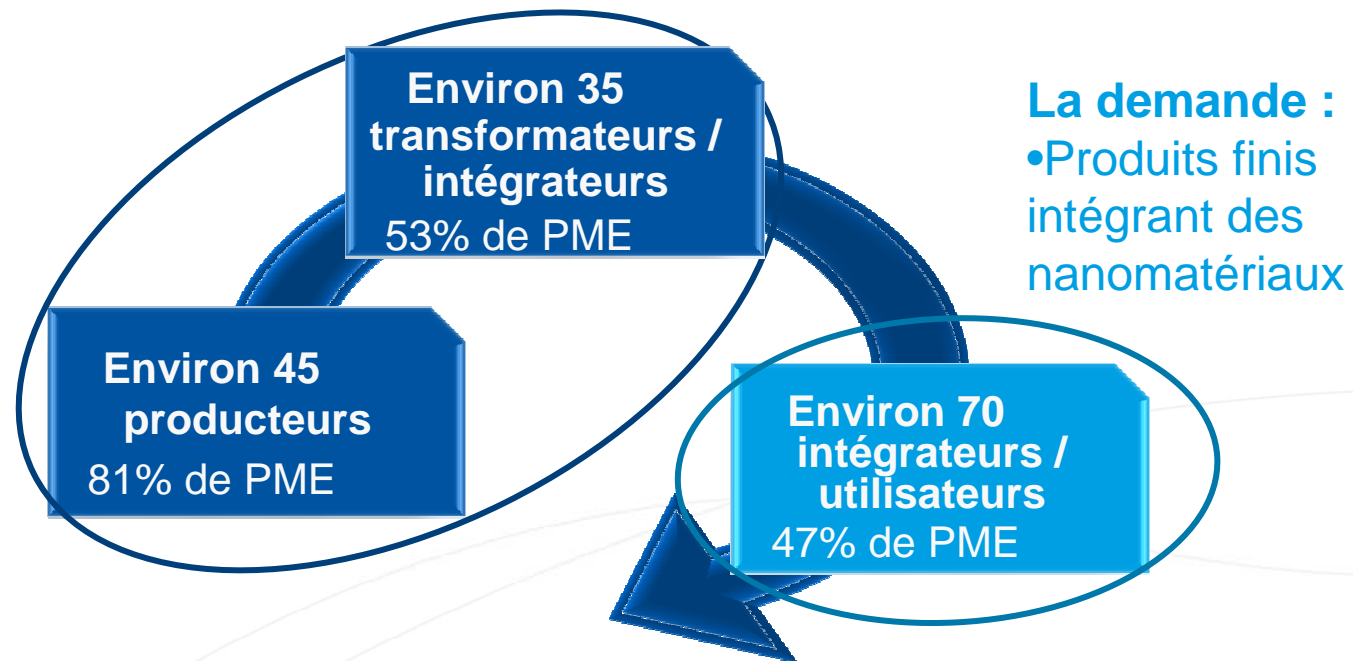 Environ 35
transformateurs /
intégrateurs
53% de PME
Environ 45
producteurs
81% de PME
La demande :
•Produits finis
intégrant des
nanomatériaux
Environ 70
intégrateurs /
utilisateurs
47% de PME